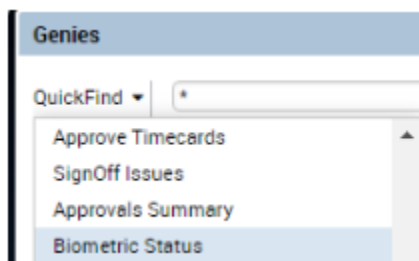 Genies
QuickFind *
Approve Timecards
SignOff Issues
Approvals Summary
Biometric Status